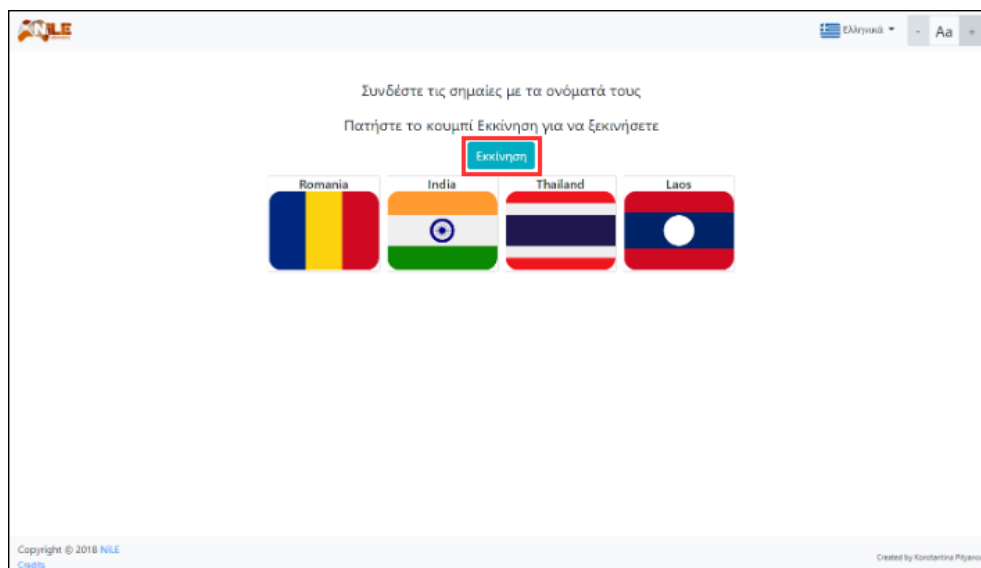 NiLE
Ελληνικά
- Aa +
Συνδέστε τις σημαίες με τα ονόματά τους
Πατήστε το κουμπί Εκκίνηση για να ξεκινήσετε
Εκκίνηση
Romania India Thailand Laos
Copyright © 2018 NiLE
Credits
Created by Konstantina